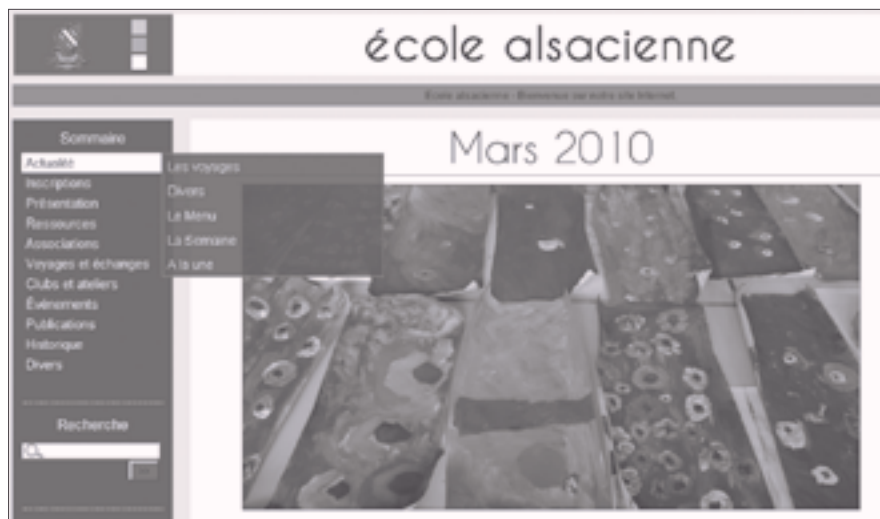 école alsacienne
École alsacienne - Bienvenue sur notre site Internet.
Sommaire
Actualité
Inscriptions
Présentation
Ressources
Associations
Voyages et échanges
Clubs et ateliers
Événements
Publications
Historique
Divers
Les voyages
Divers
Le Menu
La Semaine
A la une
Recherche
Mars 2010